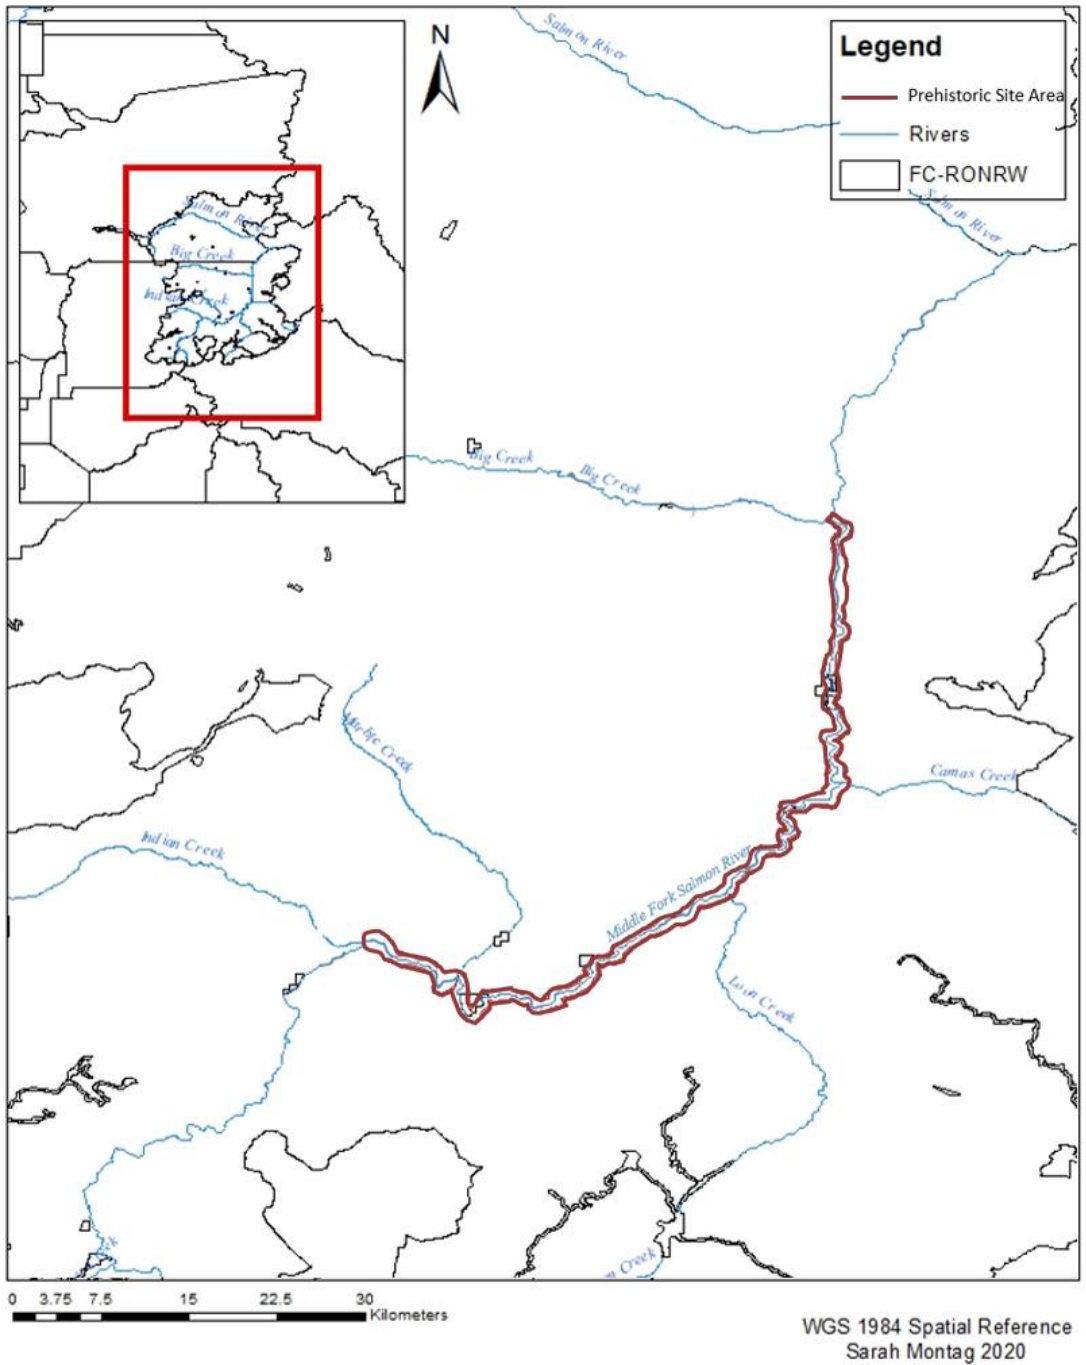 Salmon River
N
Legend
Prehistoric Site Area
Rivers
FC-RONRW
Salmon River
Salmon River
Big Creek
Indian Creek
Big Creek
Big Creek
Marble Creek
Camas Creek
Indian Creek
Middle Fork Salmon River
Loon Creek
Creek
0 3.75 7.5 15 22.5 30
Kilometers
WGS 1984 Spatial Reference
Sarah Montag 2020